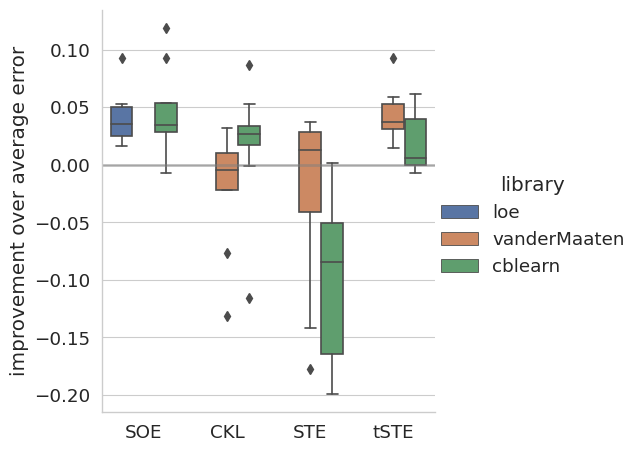 improvement over average error
0.10
0.05
0.00
−0.05
−0.10
−0.15
−0.20
SOE
CKL
STE
tSTE
library
loe
vanderMaaten
cblearn